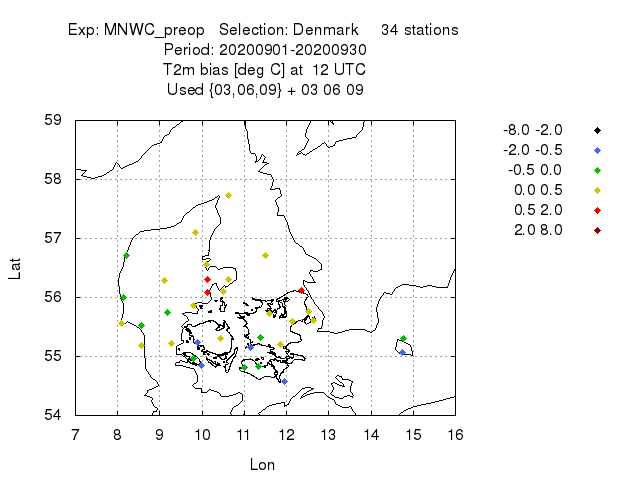 Exp: MNWC_preop   Selection: Denmark     34 stations
Period: 20200901-20200930
T2m bias [deg C] at  12 UTC
Used {03,06,09} + 03 06 09
59
58
57
56
55
54
Lat
7 8 9 10 11 12 13 14 15 16
Lon
-8.0 -2.0
-2.0 -0.5
-0.5 0.0
0.0 0.5
0.5 2.0
2.0 8.0